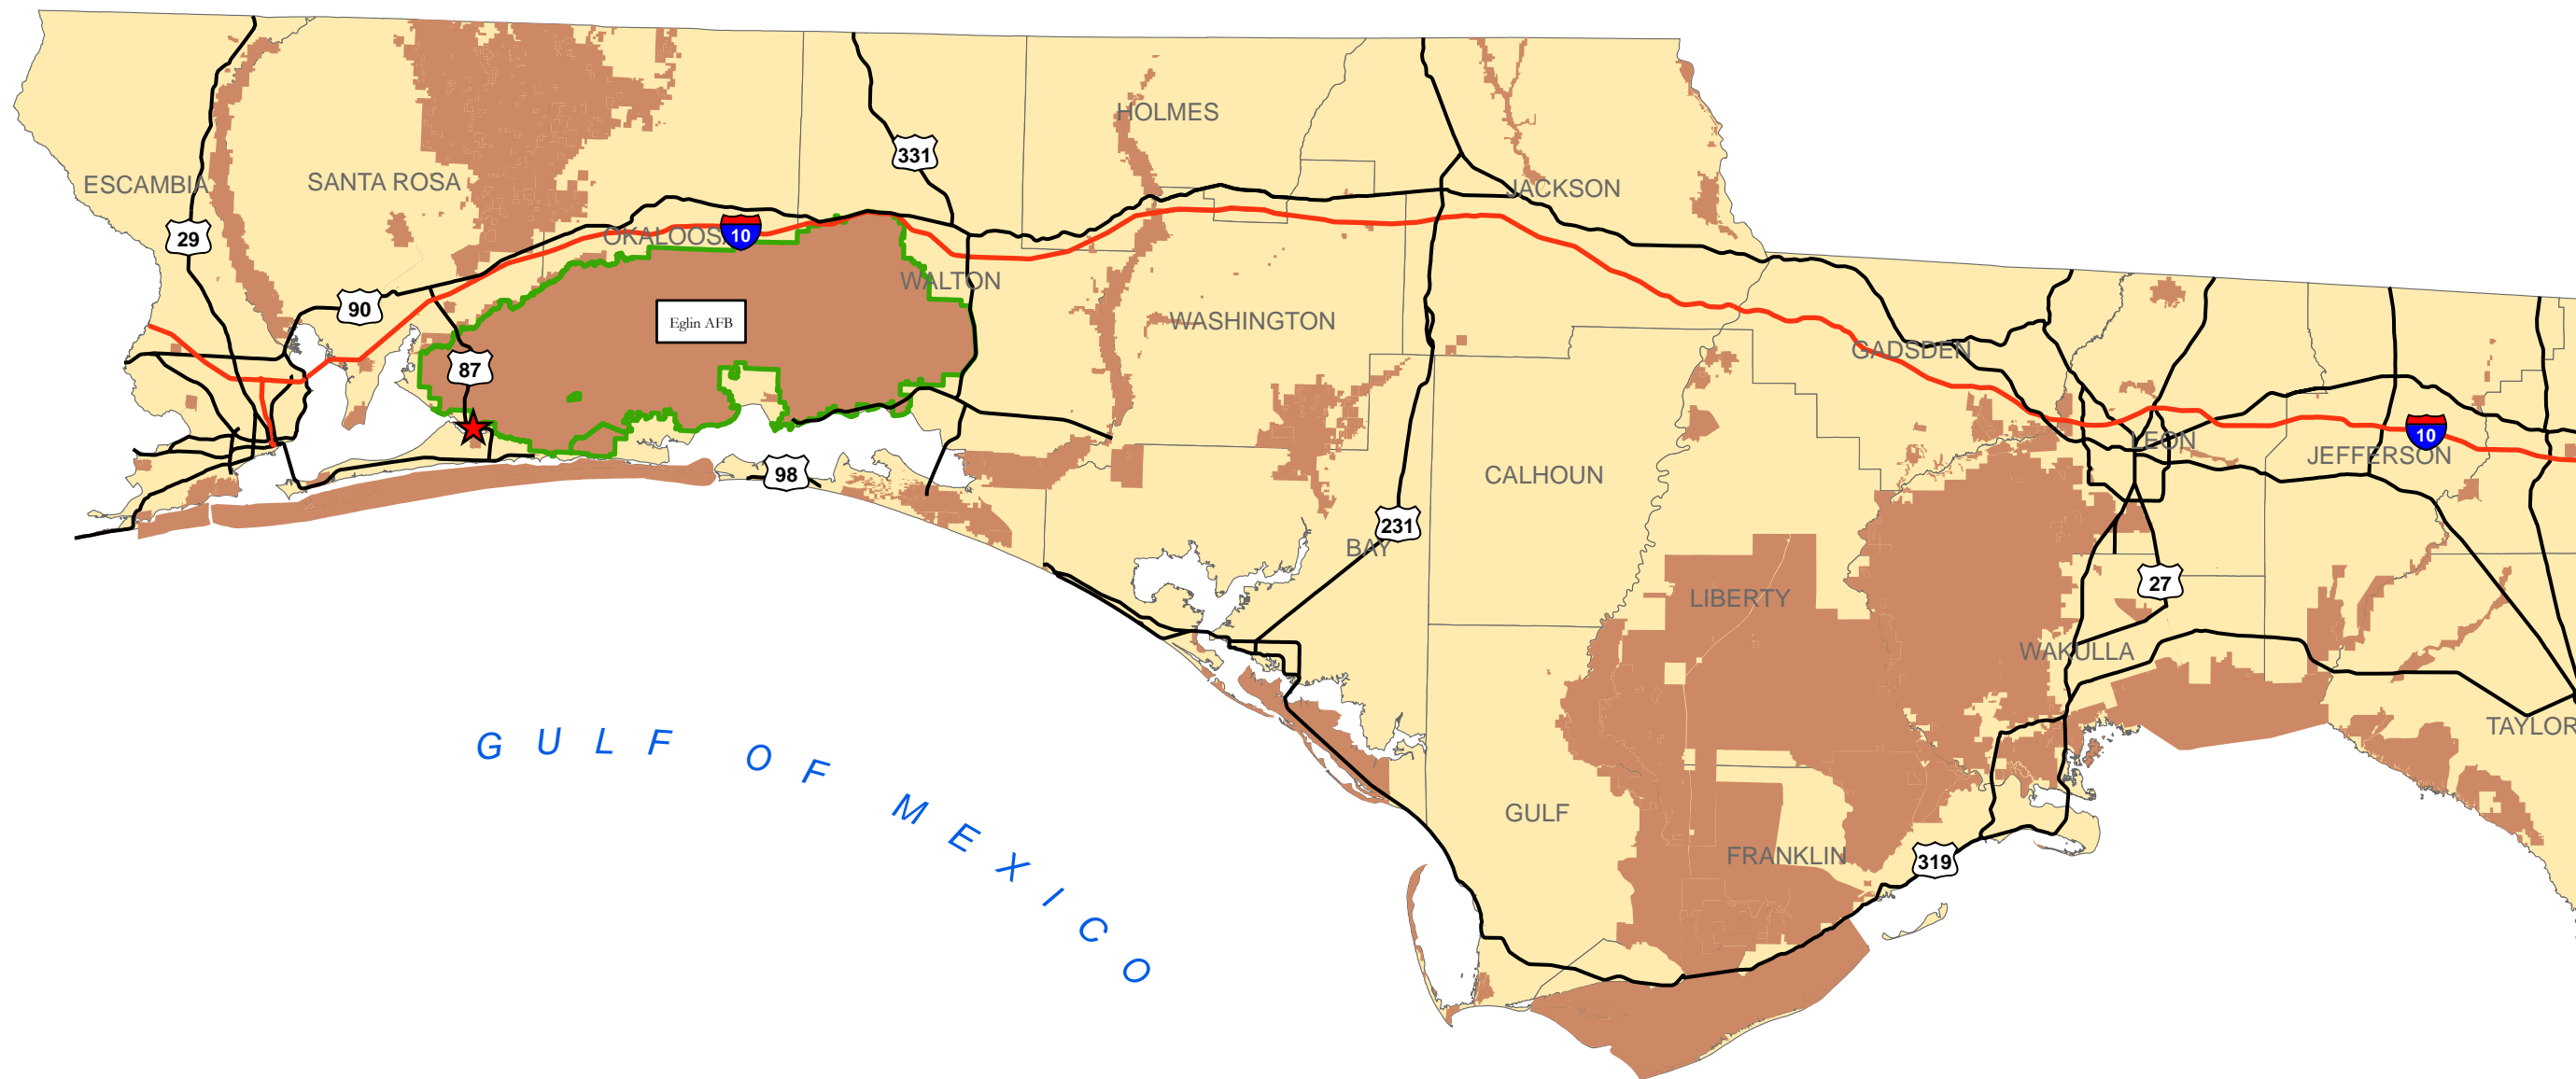 HOLMES
331
ESCAMBIA
SANTA ROSA
JACKSON
29
OKALOOSA
10
WALTON
90
Eglin AFB
WASHINGTON
87
GADSDEN
LEON
10
JEFFERSON
98
CALHOUN
231
BAY
27
LIBERTY
WAKULLA
TAYLOR
GULF OF MEXICO
GULF
FRANKLIN
319